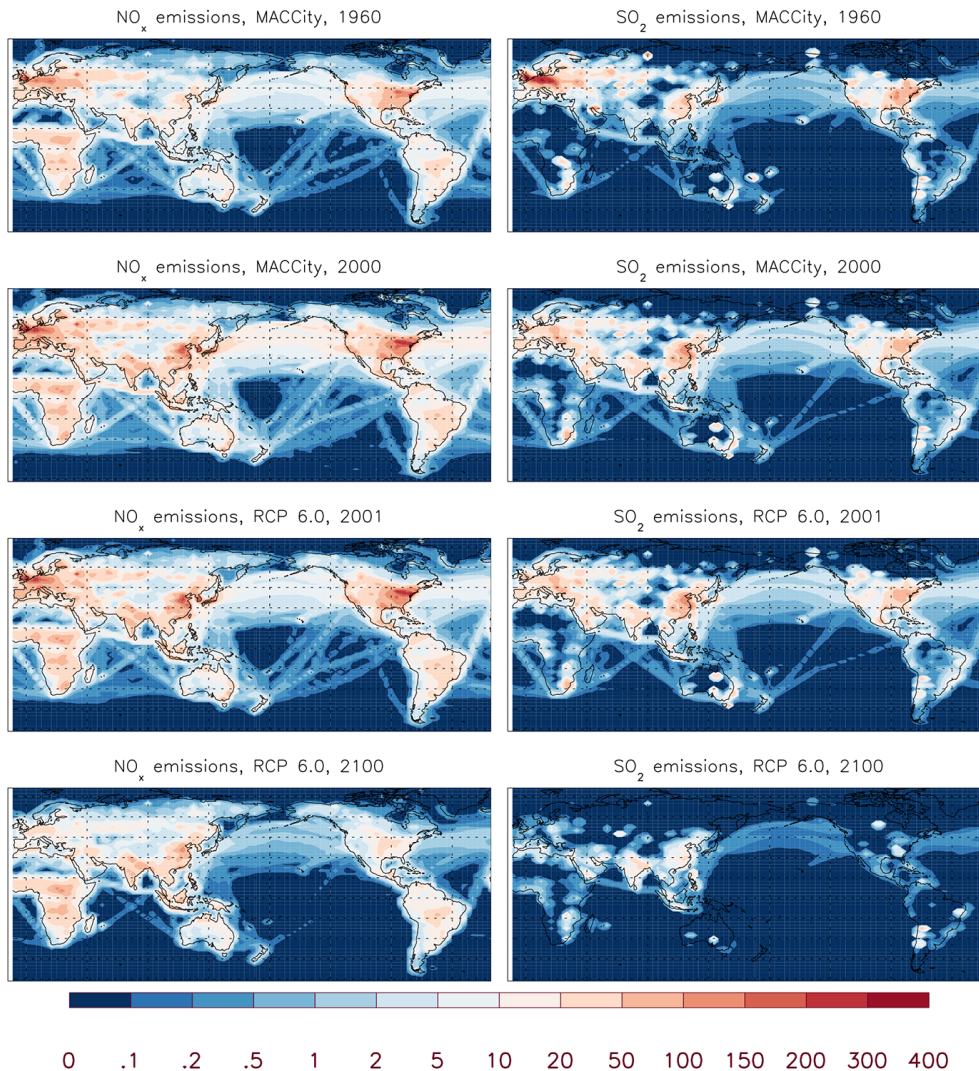 NOx emissions, MACCity, 1960
SO2 emissions, MACCity, 1960
NOx emissions, MACCity, 2000
SO2 emissions, MACCity, 2000
NOx emissions, RCP 6.0, 2001
SO2 emissions, RCP 6.0, 2001
NOx emissions, RCP 6.0, 2100
SO2 emissions, RCP 6.0, 2100
0 .1 .2 .5 1 2 5 10 20 50 100 150 200 300 400